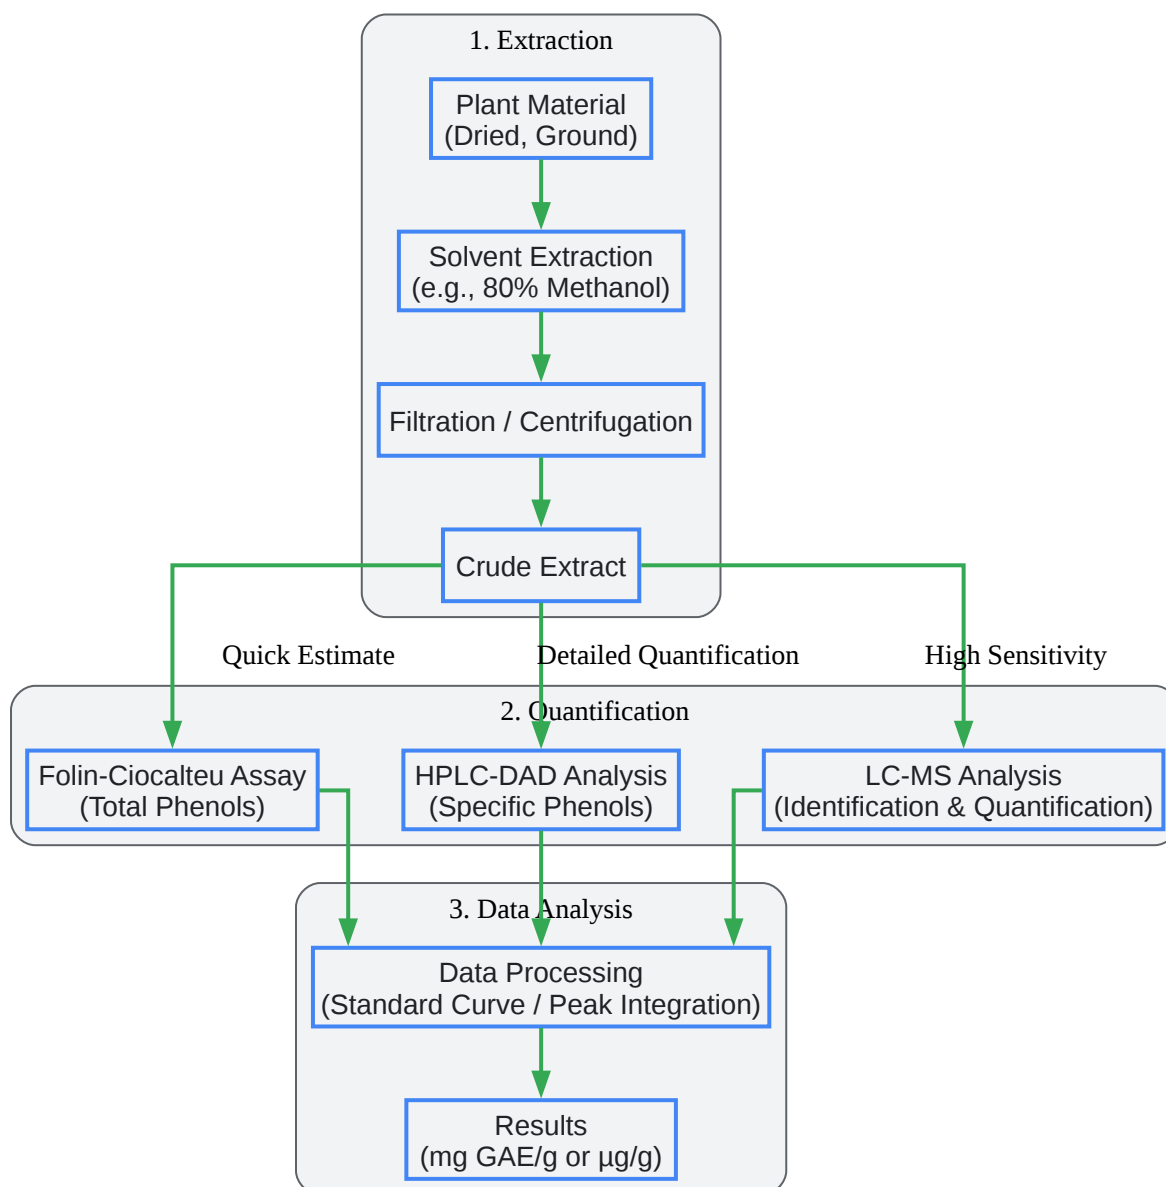 1. Extraction
Plant Material
(Dried, Ground)
Solvent Extraction
(e.g., 80% Methanol)
Filtration / Centrifugation
Crude Extract
Quick Estimate
Detailed Quantification
High Sensitivity
2. Quantification
Folin-Ciocalteu Assay
(Total Phenols)
HPLC-DAD Analysis
(Specific Phenols)
LC-MS Analysis
(Identification & Quantification)
3. Data Analysis
Data Processing
(Standard Curve / Peak Integration)
Results
(mg GAE/g or µg/g)